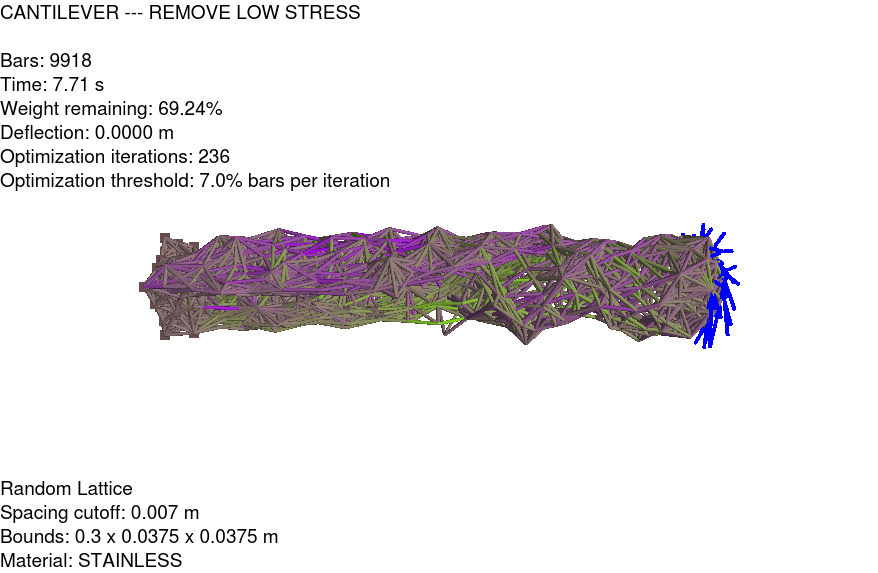 CANTILEVER --- REMOVE LOW STRESS
Bars: 9918
Time: 7.71 s
Weight remaining: 69.24%
Deflection: 0.0000 m
Optimization iterations: 236
Optimization threshold: 7.0% bars per iteration
Random Lattice
Spacing cutoff: 0.007 m
Bounds: 0.3 x 0.0375 x 0.0375 m
Material: STAINLESS